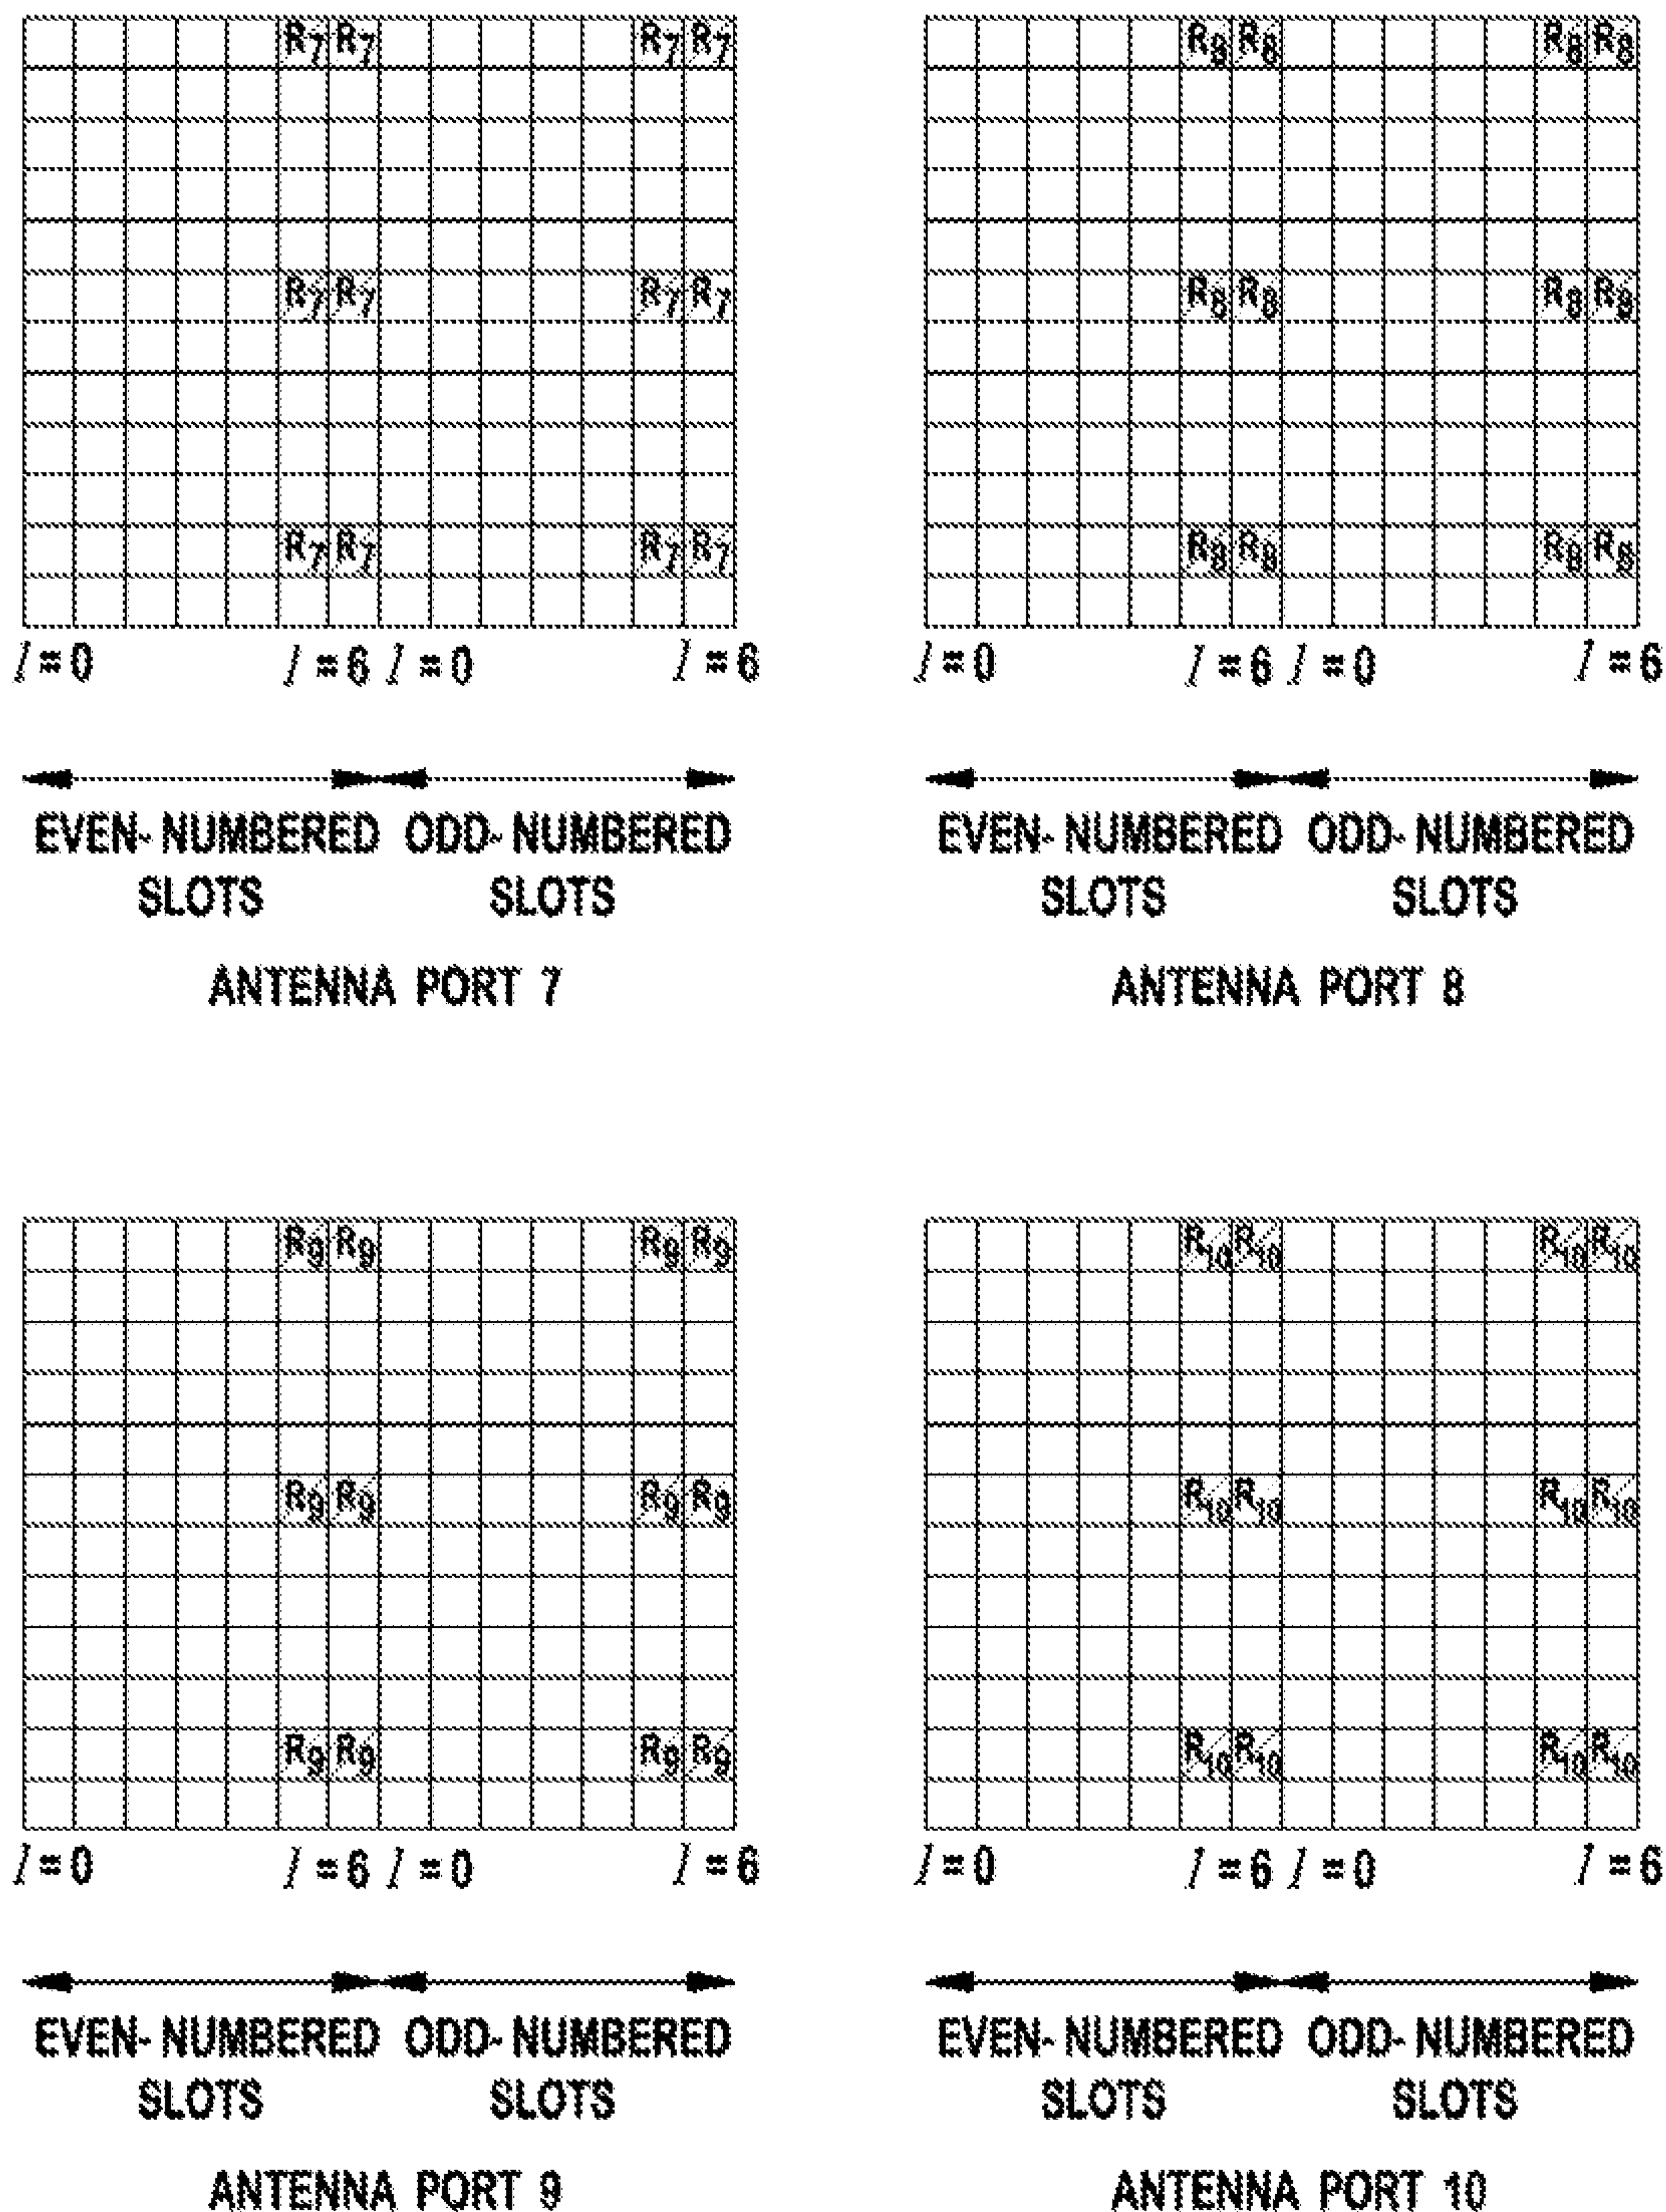 R7 R7 R7 R7
R7 R7 R7 R7
R7 R7 R7 R7
l = 0 l = 6 l = 0 l = 6
EVEN- NUMBERED ODD- NUMBERED
SLOTS SLOTS
ANTENNA PORT 7
R8 R8 R8 R8
R8 R8 R8 R8
R8 R8 R8 R8
l = 0 l = 6 l = 0 l = 6
EVEN- NUMBERED ODD- NUMBERED
SLOTS SLOTS
ANTENNA PORT 8
R9 R9 R9 R9
R9 R9 R9 R9
R9 R9 R9 R9
l = 0 l = 6 l = 0 l = 6
EVEN- NUMBERED ODD- NUMBERED
SLOTS SLOTS
ANTENNA PORT 9
R10 R10 R10 R10
R10 R10 R10 R10
R10 R10 R10 R10
l = 0 l = 6 l = 0 l = 6
EVEN- NUMBERED ODD- NUMBERED
SLOTS SLOTS
ANTENNA PORT 10